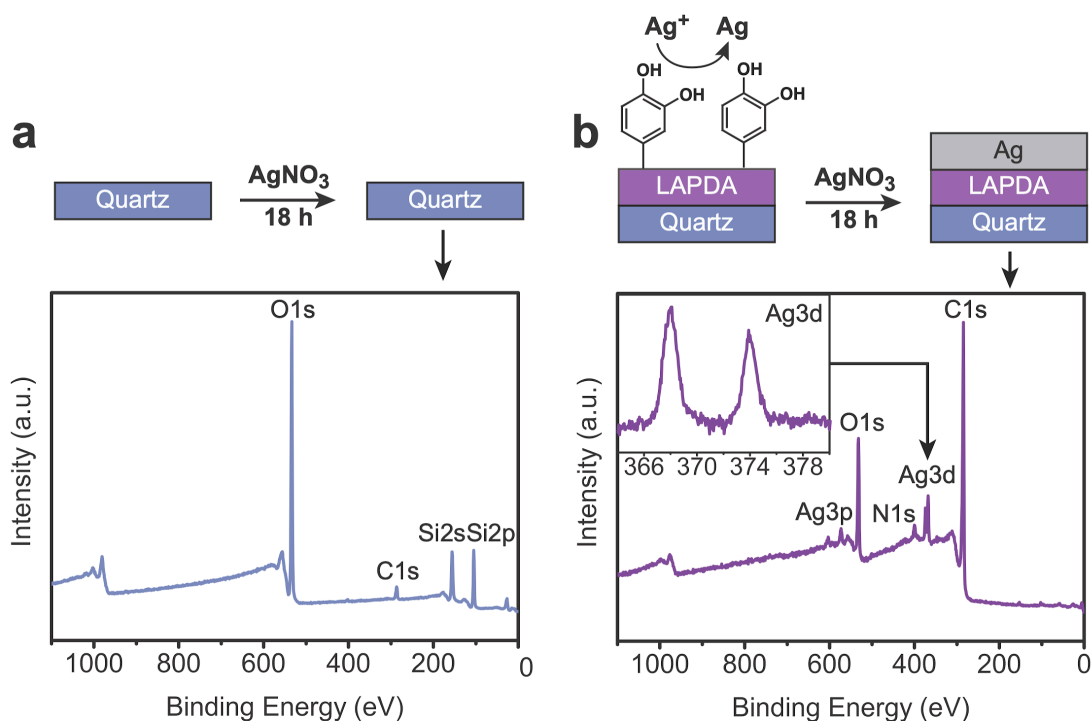 a
Quartz
AgNO3
18 h
Quartz
O1s
Si2s Si2p
C1s
Intensity (a.u.)
1000 800 600 400 200 0
Binding Energy (eV)
b
Ag+ Ag
OH
OH
OH
OH
LAPDA
Quartz
AgNO3
18 h
Ag
LAPDA
Quartz
Ag3d
366 370 374 378
C1s
O1s
Ag3d
Ag3p
N1s
Intensity (a.u.)
1000 800 600 400 200 0
Binding Energy (eV)